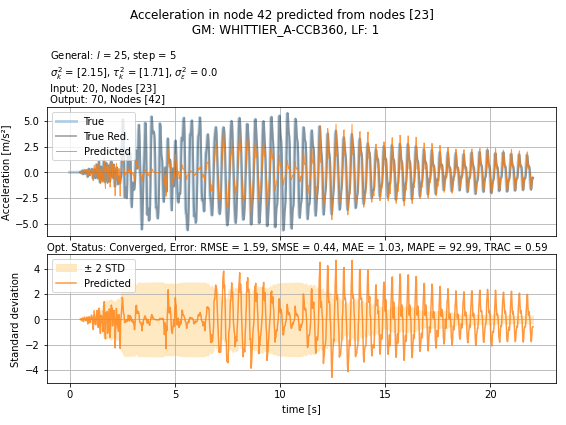 Acceleration in node 42 predicted from nodes [23]
GM: WHITTIER_A-CCB360, LF: 1
General: l = 25, step = 5
σ²ₖ = [2.15], τ²ₖ = [1.71], σ²ε = 0.0
Input: 20, Nodes [23]
Output: 70, Nodes [42]
Acceleration [m/s²]
5.0
2.5
0.0
−2.5
−5.0
True
True Red.
Predicted
Opt. Status: Converged, Error: RMSE = 1.59, SMSE = 0.44, MAE = 1.03, MAPE = 92.99, TRAC = 0.59
Standard deviation
4
2
0
−2
−4
± 2 STD
Predicted
0 5 10 15 20
time [s]